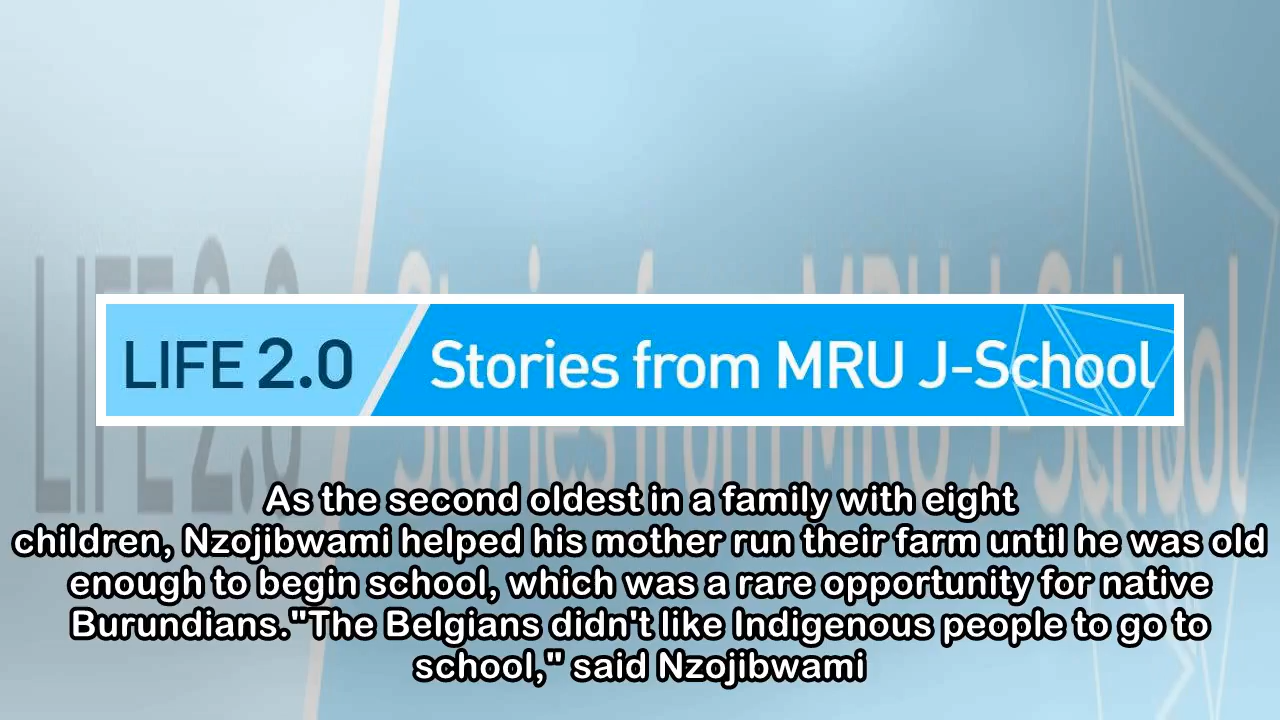 LIFE 2.0 Stories from MRU J-School
As the second oldest in a family with eight
children, Nzojibwami helped his mother run their farm until he was old
enough to begin school, which was a rare opportunity for native
Burundians."The Belgians didn't like Indigenous people to go to
school," said Nzojibwami